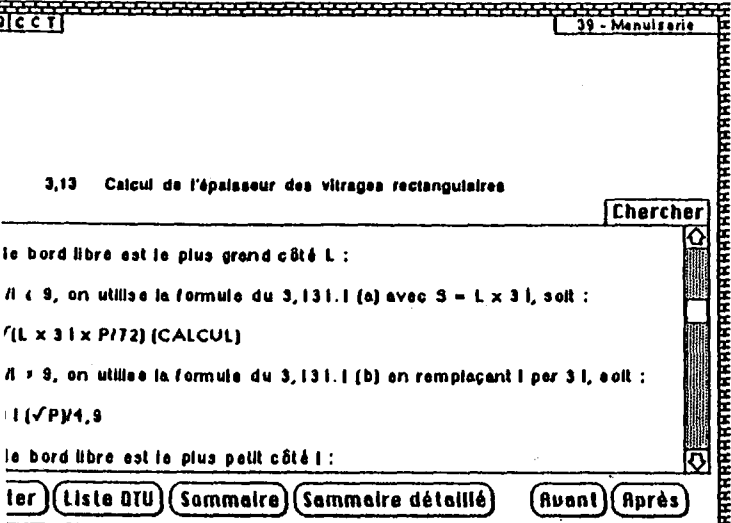 CCT
39 - Menuiserie
3,13 Calcul de l'épaisseur des vitrages rectangulaires
Chercher
le bord libre est le plus grand côté L :
/l < 9, on utilise la formule du 3,131.1 (a) avec S = L x 3 l, soit :
√(L x 3 l x P/72) (CALCUL)
/l > 9, on utilise la formule du 3,131.1 (b) en remplaçant l par 3 l, soit :
l (√P)/4,9
le bord libre est le plus petit côté l :
ter Liste DTU Sommaire Sommaire détaillé Avant Après